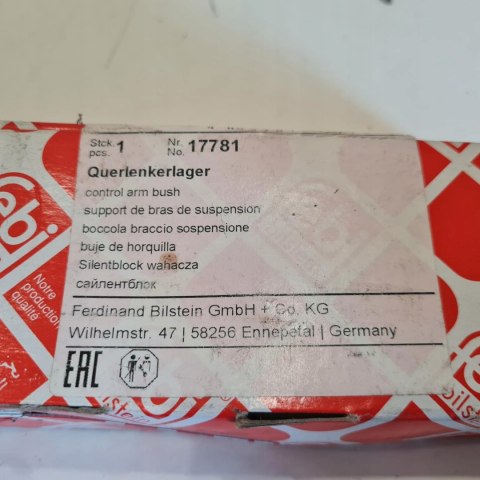 Stck. 1 Nr. 17781
pcs. No.
Querlenkerlager
control arm bush
support de bras de suspension
boccola braccio sospensione
buje de horquilla
Silentblock wahacza
сайлентблок
Ferdinand Bilstein GmbH + Co. KG
Wilhelmstr. 47 | 58256 Ennepetal | Germany
EAC
febi
Notre
production
qualité
bilstein